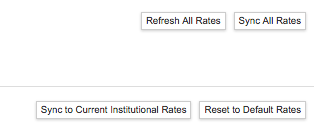 Refresh All Rates Sync All Rates
Sync to Current Institutional Rates Reset to Default Rates